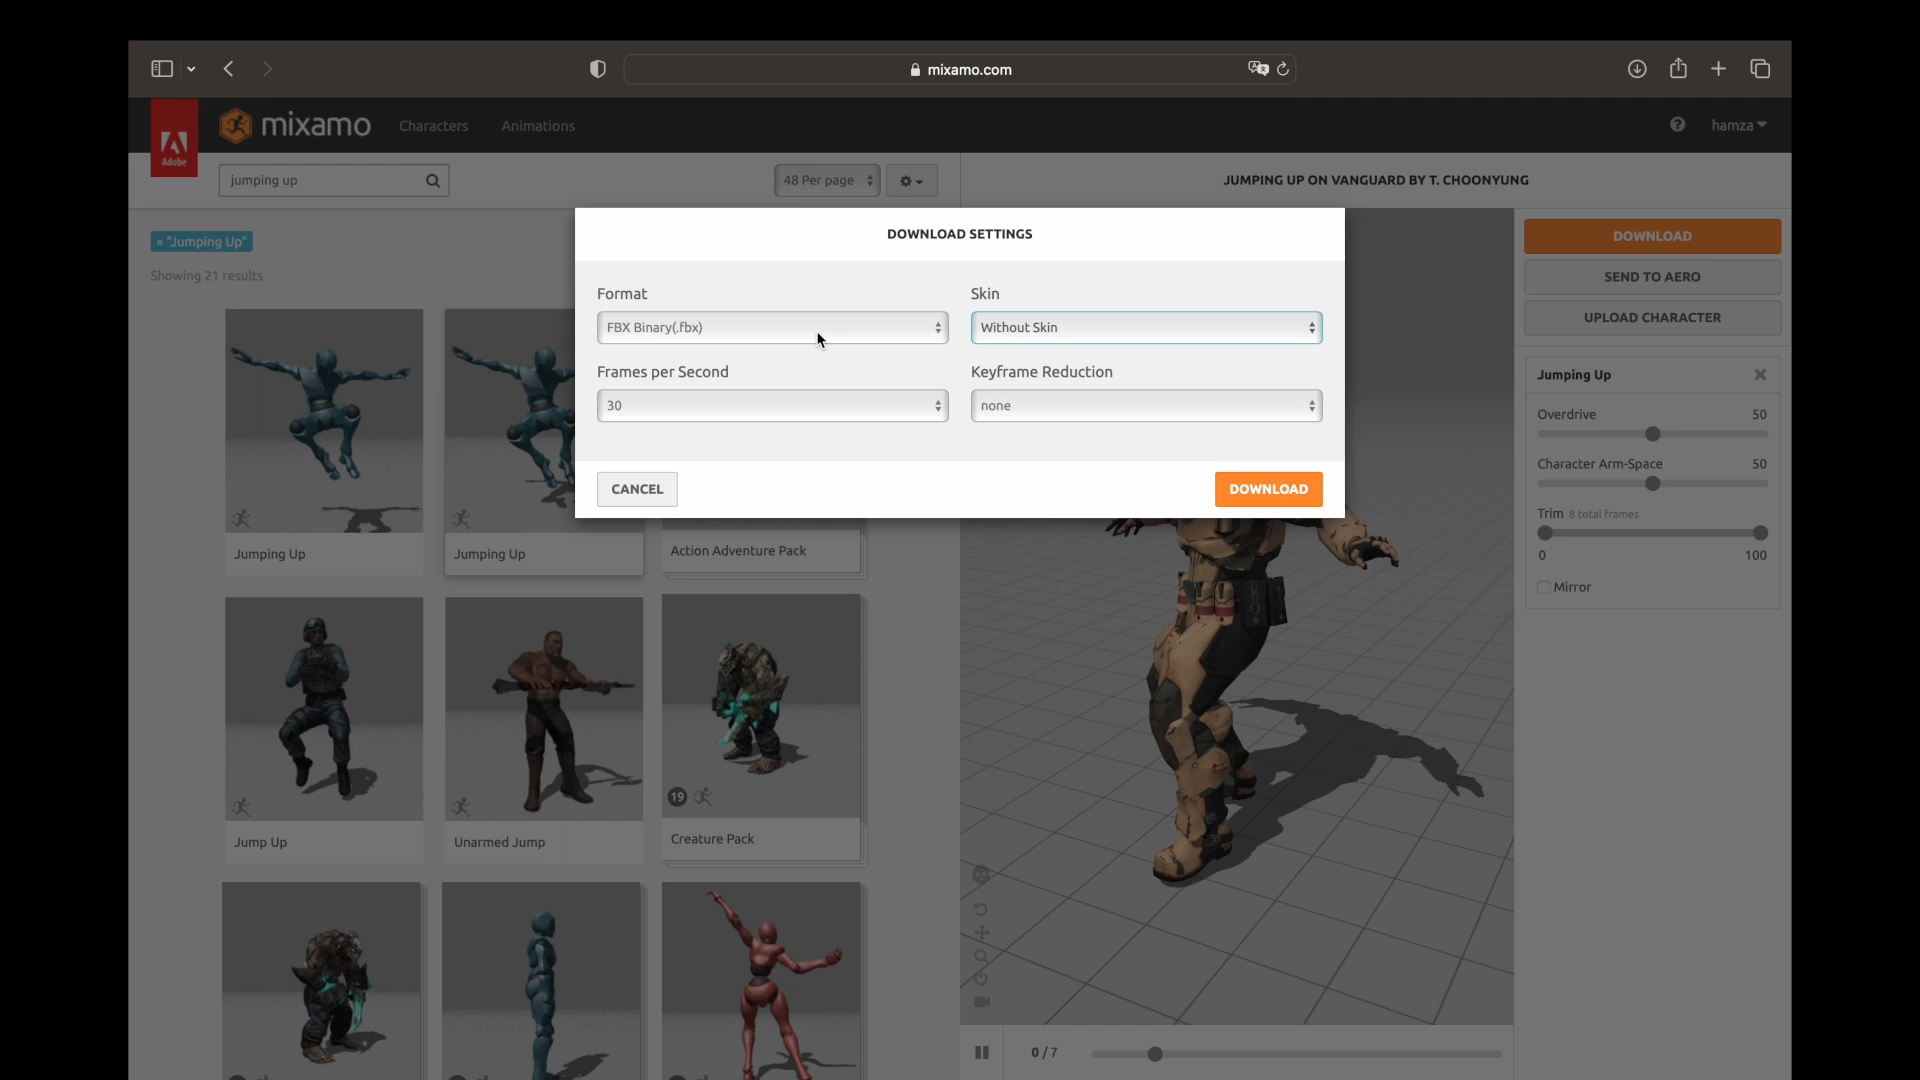 mixamo.com
Adobe
mixamo
Characters
Animations
hamza
jumping up
48 Per page
JUMPING UP ON VANGUARD BY T. CHOONYUNG
× "Jumping Up"
Showing 21 results
DOWNLOAD SETTINGS
Format
Skin
FBX Binary(.fbx)
Without Skin
Frames per Second
Keyframe Reduction
30
none
CANCEL
DOWNLOAD
DOWNLOAD
SEND TO AERO
UPLOAD CHARACTER
Jumping Up
Overdrive
50
Character Arm-Space
50
Trim 8 total frames
0
100
Mirror
Jumping Up
Jumping Up
Action Adventure Pack
19
Jump Up
Unarmed Jump
Creature Pack
0 / 7